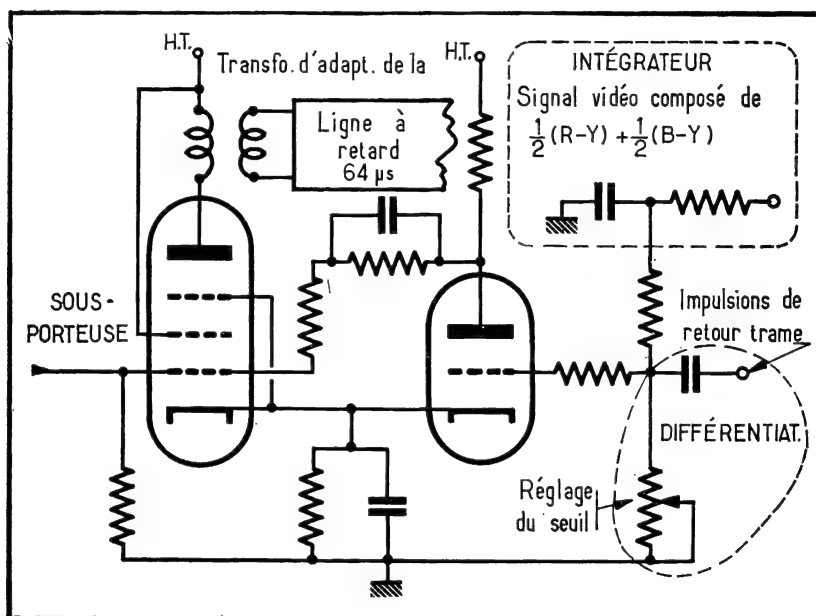 H.T.
Transfo. d'adapt. de la
H.T.
Ligne à
retard
64 µs
INTÉGRATEUR
Signal vidéo composé de
1/2 (R-Y) + 1/2 (B-Y)
SOUS-
PORTEUSE
Impulsions de
retour trame
DIFFÉRENTIAT.
Réglage
du seuil